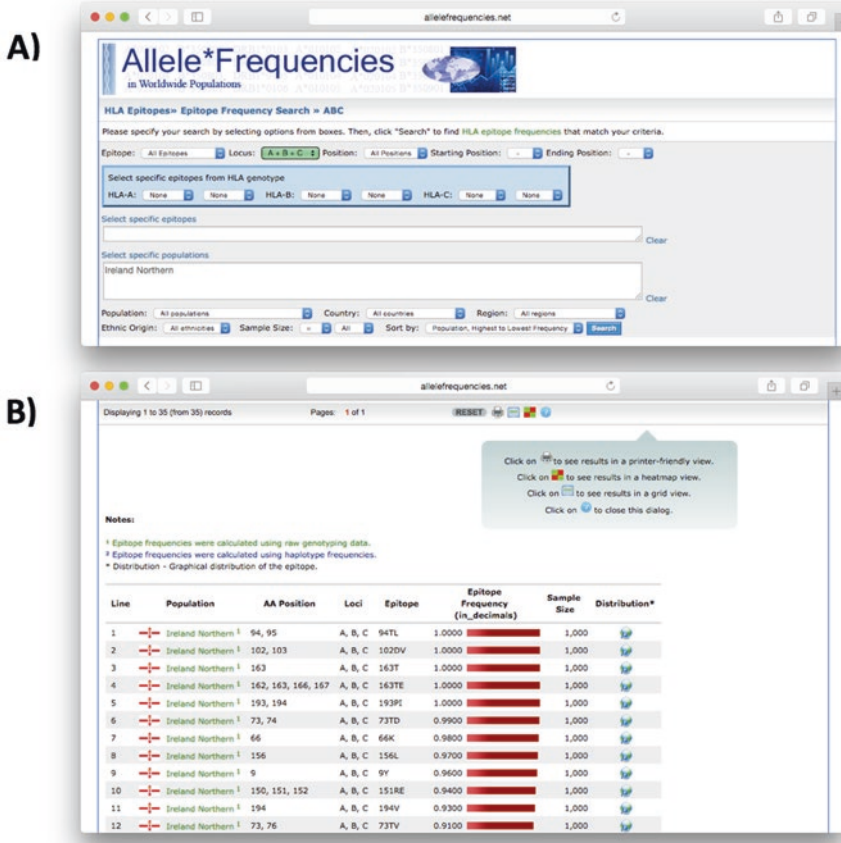 A)
allelefrequencies.net
Allele*Frequencies
in Worldwide Populations
HLA Epitopes» Epitope Frequency Search » ABC
Please specify your search by selecting options from boxes. Then, click "Search" to find HLA epitope frequencies that match your criteria.
Epitope: All Epitopes Locus: A + B + C Position: All Positions Starting Position: - Ending Position: -
Select specific epitopes from HLA genotype
HLA-A: None None HLA-B: None None HLA-C: None None
Select specific epitopes
Clear
Select specific populations
Ireland Northern
Clear
Population: All populations Country: All countries Region: All regions
Ethnic Origin: All ethnicities Sample Size: = All Sort by: Population, Highest to Lowest Frequency Search
B)
allelefrequencies.net
Displaying 1 to 35 (from 35) records Pages: 1 of 1 RESET
Click on to see results in a printer-friendly view.
Click on to see results in a heatmap view.
Click on to see results in a grid view.
Click on to close this dialog.
Notes:
¹ Epitope frequencies were calculated using raw genotyping data.
² Epitope frequencies were calculated using haplotype frequencies.
* Distribution - Graphical distribution of the epitope.
Line Population AA Position Loci Epitope Epitope Frequency (in_decimals) Sample Size Distribution*
1 Ireland Northern ¹ 94, 95 A, B, C 94TL 1.0000 1,000
2 Ireland Northern ¹ 102, 103 A, B, C 102DV 1.0000 1,000
3 Ireland Northern ¹ 163 A, B, C 163T 1.0000 1,000
4 Ireland Northern ¹ 162, 163, 166, 167 A, B, C 163TE 1.0000 1,000
5 Ireland Northern ¹ 193, 194 A, B, C 193PI 1.0000 1,000
6 Ireland Northern ¹ 73, 74 A, B, C 73TD 0.9900 1,000
7 Ireland Northern ¹ 66 A, B, C 66K 0.9800 1,000
8 Ireland Northern ¹ 156 A, B, C 156L 0.9700 1,000
9 Ireland Northern ¹ 9 A, B, C 9Y 0.9600 1,000
10 Ireland Northern ¹ 150, 151, 152 A, B, C 151RE 0.9400 1,000
11 Ireland Northern ¹ 194 A, B, C 194V 0.9300 1,000
12 Ireland Northern ¹ 73, 76 A, B, C 73TV 0.9100 1,000